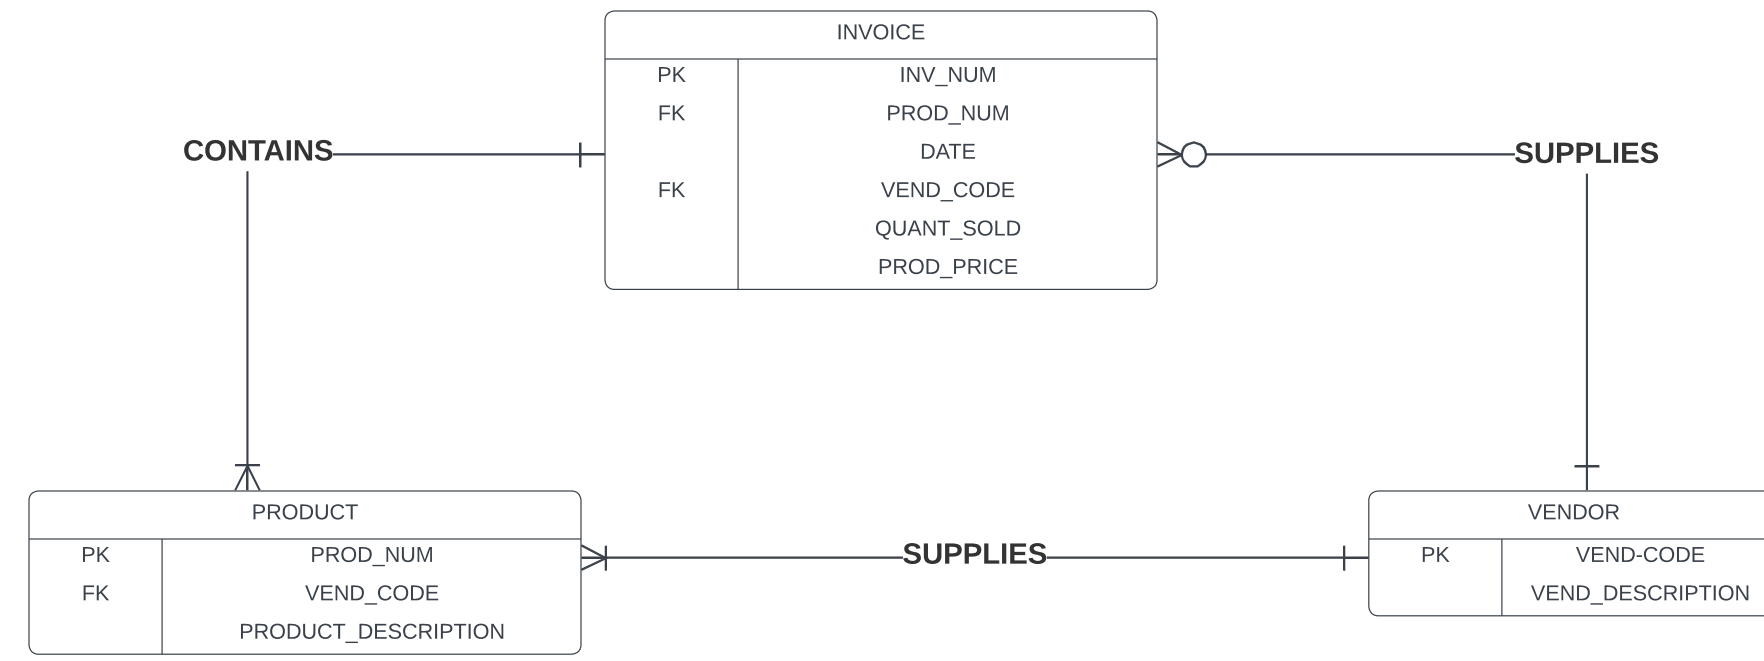 INVOICE
PK INV_NUM
FK PROD_NUM
DATE
FK VEND_CODE
QUANT_SOLD
PROD_PRICE
CONTAINS
SUPPLIES
PRODUCT
PK PROD_NUM
FK VEND_CODE
PRODUCT_DESCRIPTION
SUPPLIES
VENDOR
PK VEND-CODE
VEND_DESCRIPTION